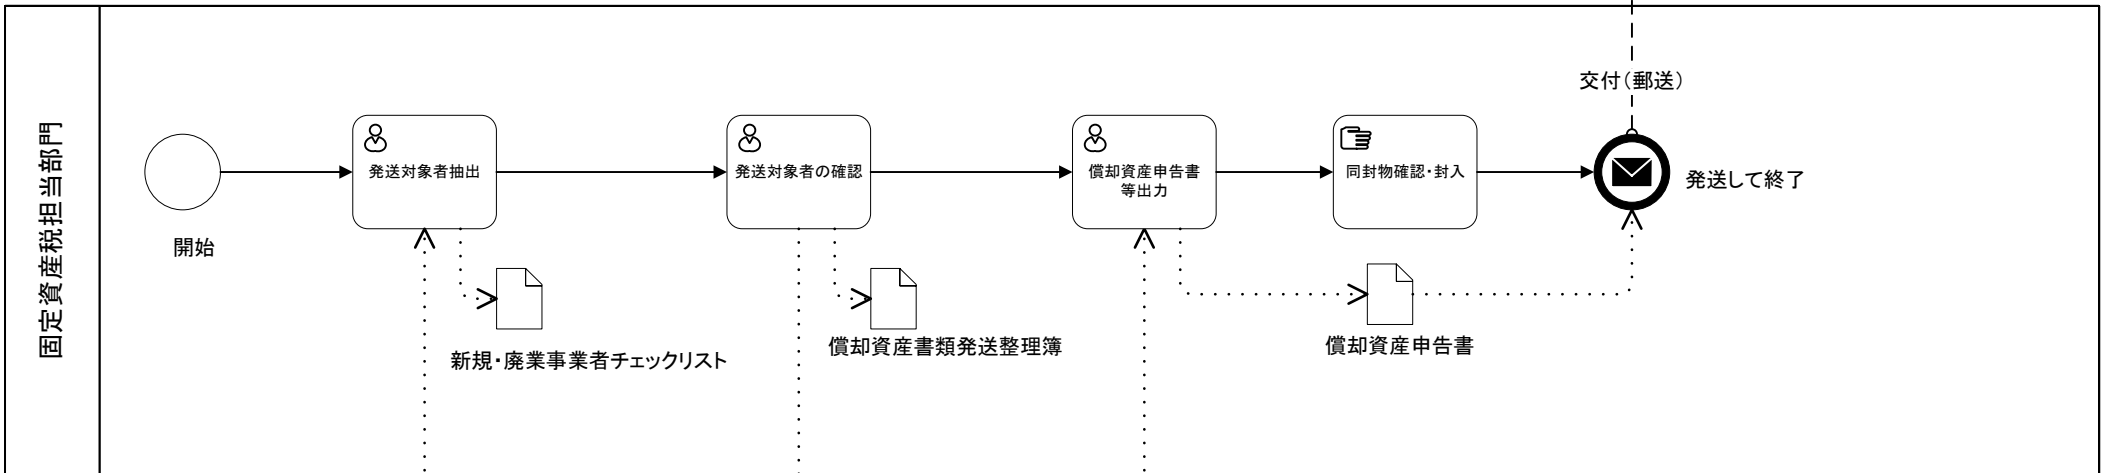 固定資産税担当部門
交付(郵送)
発送対象者抽出
発送対象者の確認
償却資産申告書
等出力
同封物確認・封入
発送して終了
開始
新規・廃業事業者チェックリスト
償却資産書類発送整理簿
償却資産申告書